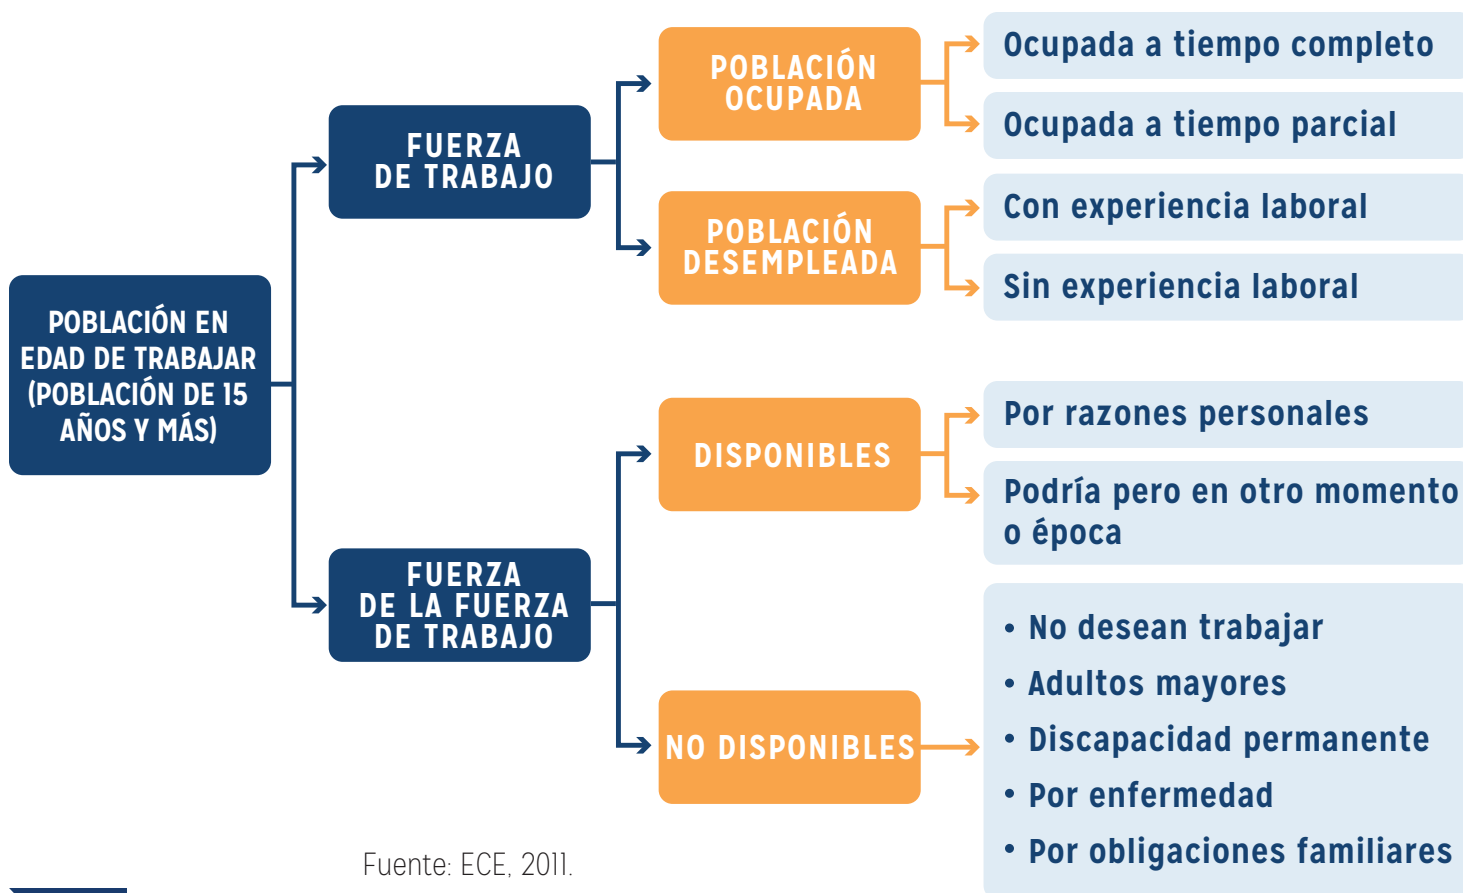 POBLACIÓN EN
EDAD DE TRABAJAR
(POBLACIÓN DE 15
AÑOS Y MÁS)
FUERZA
DE TRABAJO
POBLACIÓN
OCUPADA
Ocupada a tiempo completo
Ocupada a tiempo parcial
POBLACIÓN
DESEMPLEADA
Con experiencia laboral
Sin experiencia laboral
FUERZA
DE LA FUERZA
DE TRABAJO
DISPONIBLES
Por razones personales
Podría pero en otro momento
o época
NO DISPONIBLES
• No desean trabajar
• Adultos mayores
• Discapacidad permanente
• Por enfermedad
• Por obligaciones familiares
Fuente: ECE, 2011.